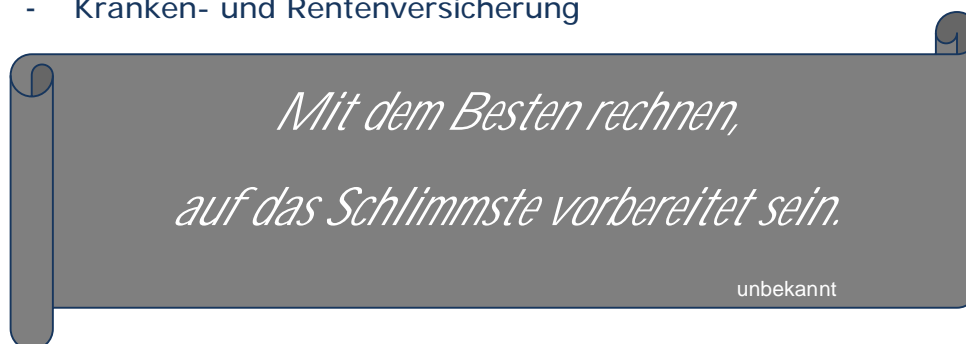 - Kranken- und Rentenversicherung
Mit dem Besten rechnen,
auf das Schlimmste vorbereitet sein.
unbekannt